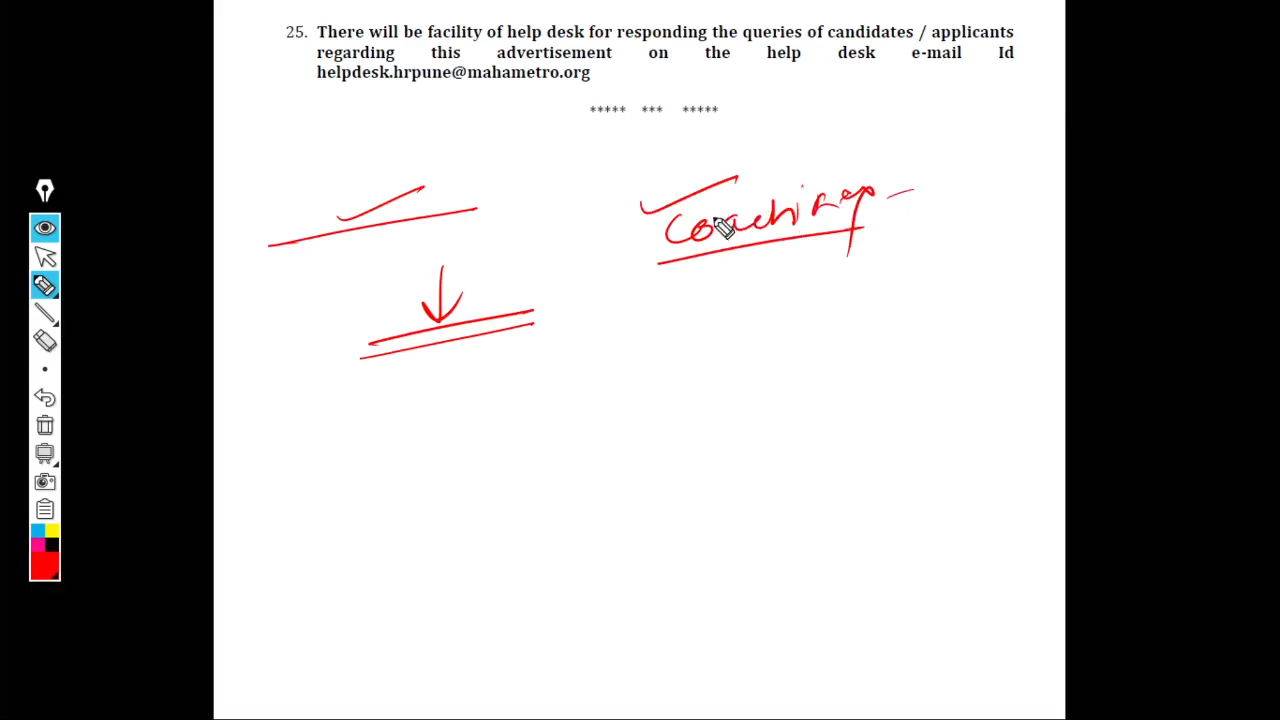 25. There will be facility of help desk for responding the queries of candidates / applicants
regarding this advertisement on the help desk e-mail Id
helpdesk.hrpune@mahametro.org
***** *** *****
Coaching -